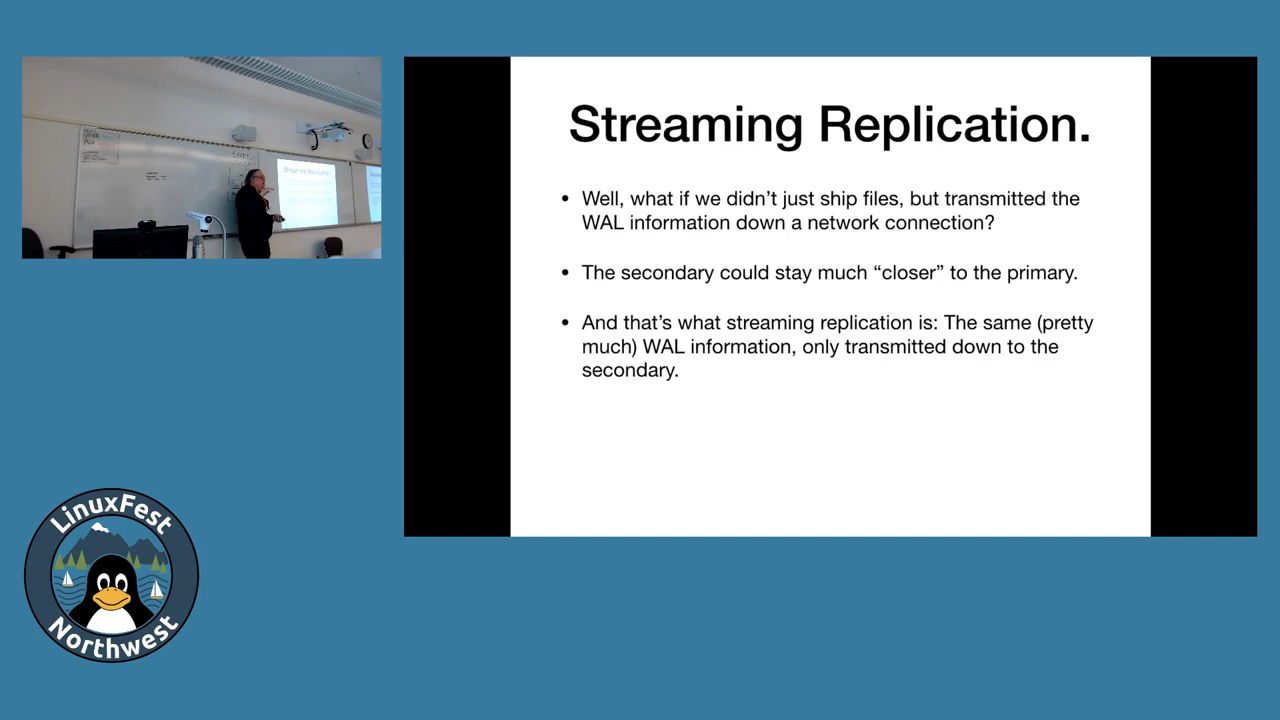 Streaming Replication.
• Well, what if we didn’t just ship files, but transmitted the
WAL information down a network connection?
• The secondary could stay much “closer” to the primary.
• And that’s what streaming replication is: The same (pretty
much) WAL information, only transmitted down to the
secondary.
Streaming Replication.
LinuxFest
Northwest